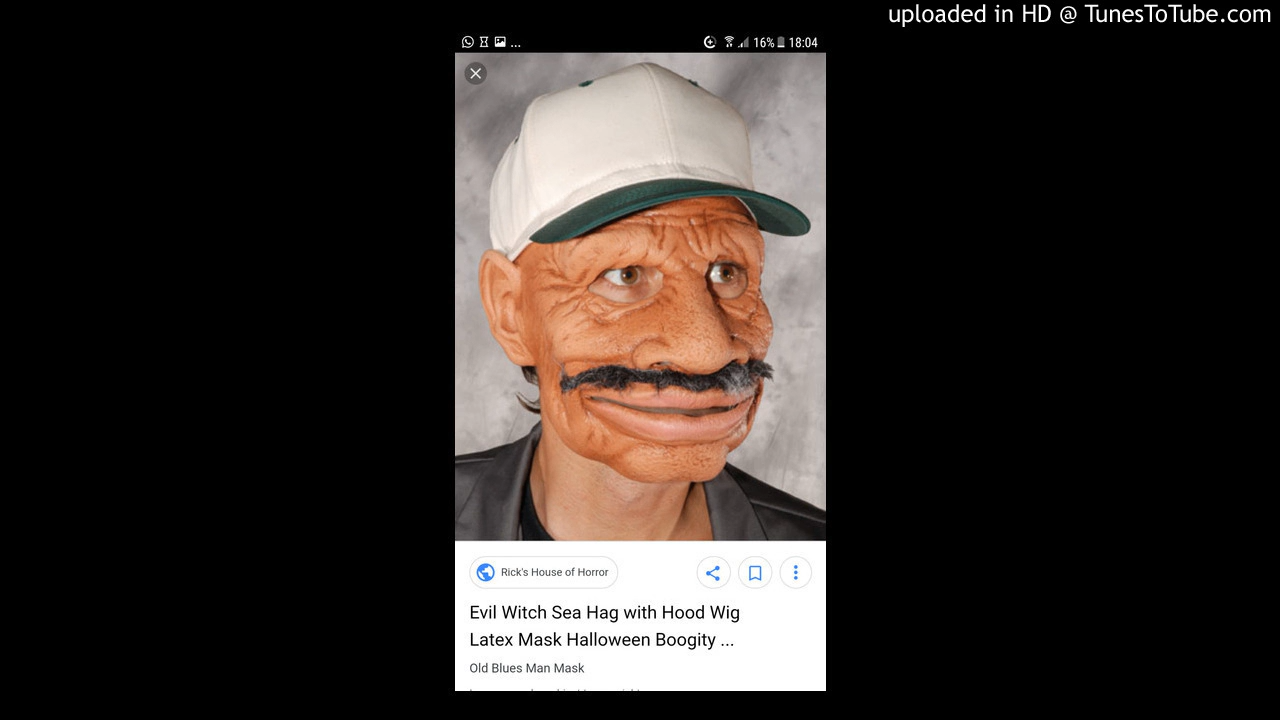 uploaded in HD @ TunesToTube.com
... 16% 18:04
Rick's House of Horror
Evil Witch Sea Hag with Hood Wig
Latex Mask Halloween Boogity ...
Old Blues Man Mask